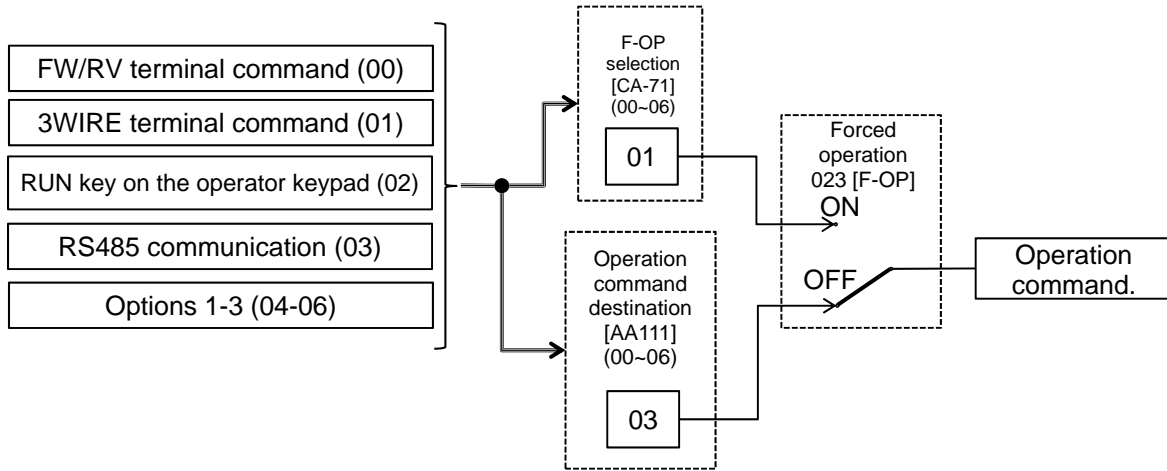 FW/RV terminal command (00)
3WIRE terminal command (01)
RUN key on the operator keypad (02)
RS485 communication (03)
Options 1-3 (04-06)
F-OP
selection
[CA-71]
(00~06)
01
Operation
command
destination
[AA111]
(00~06)
03
Forced
operation
023 [F-OP]
ON
OFF
Operation
command.